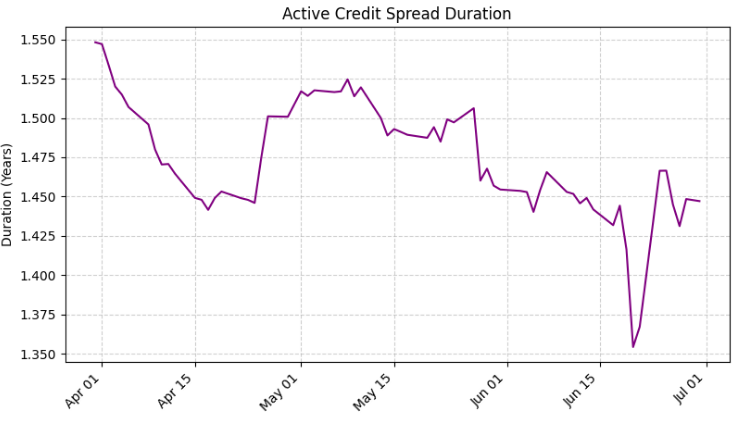 Active Credit Spread Duration
Duration (Years)
1.550
1.525
1.500
1.475
1.450
1.425
1.400
1.375
1.350
Apr 01
Apr 15
May 01
May 15
Jun 01
Jun 15
Jul 01